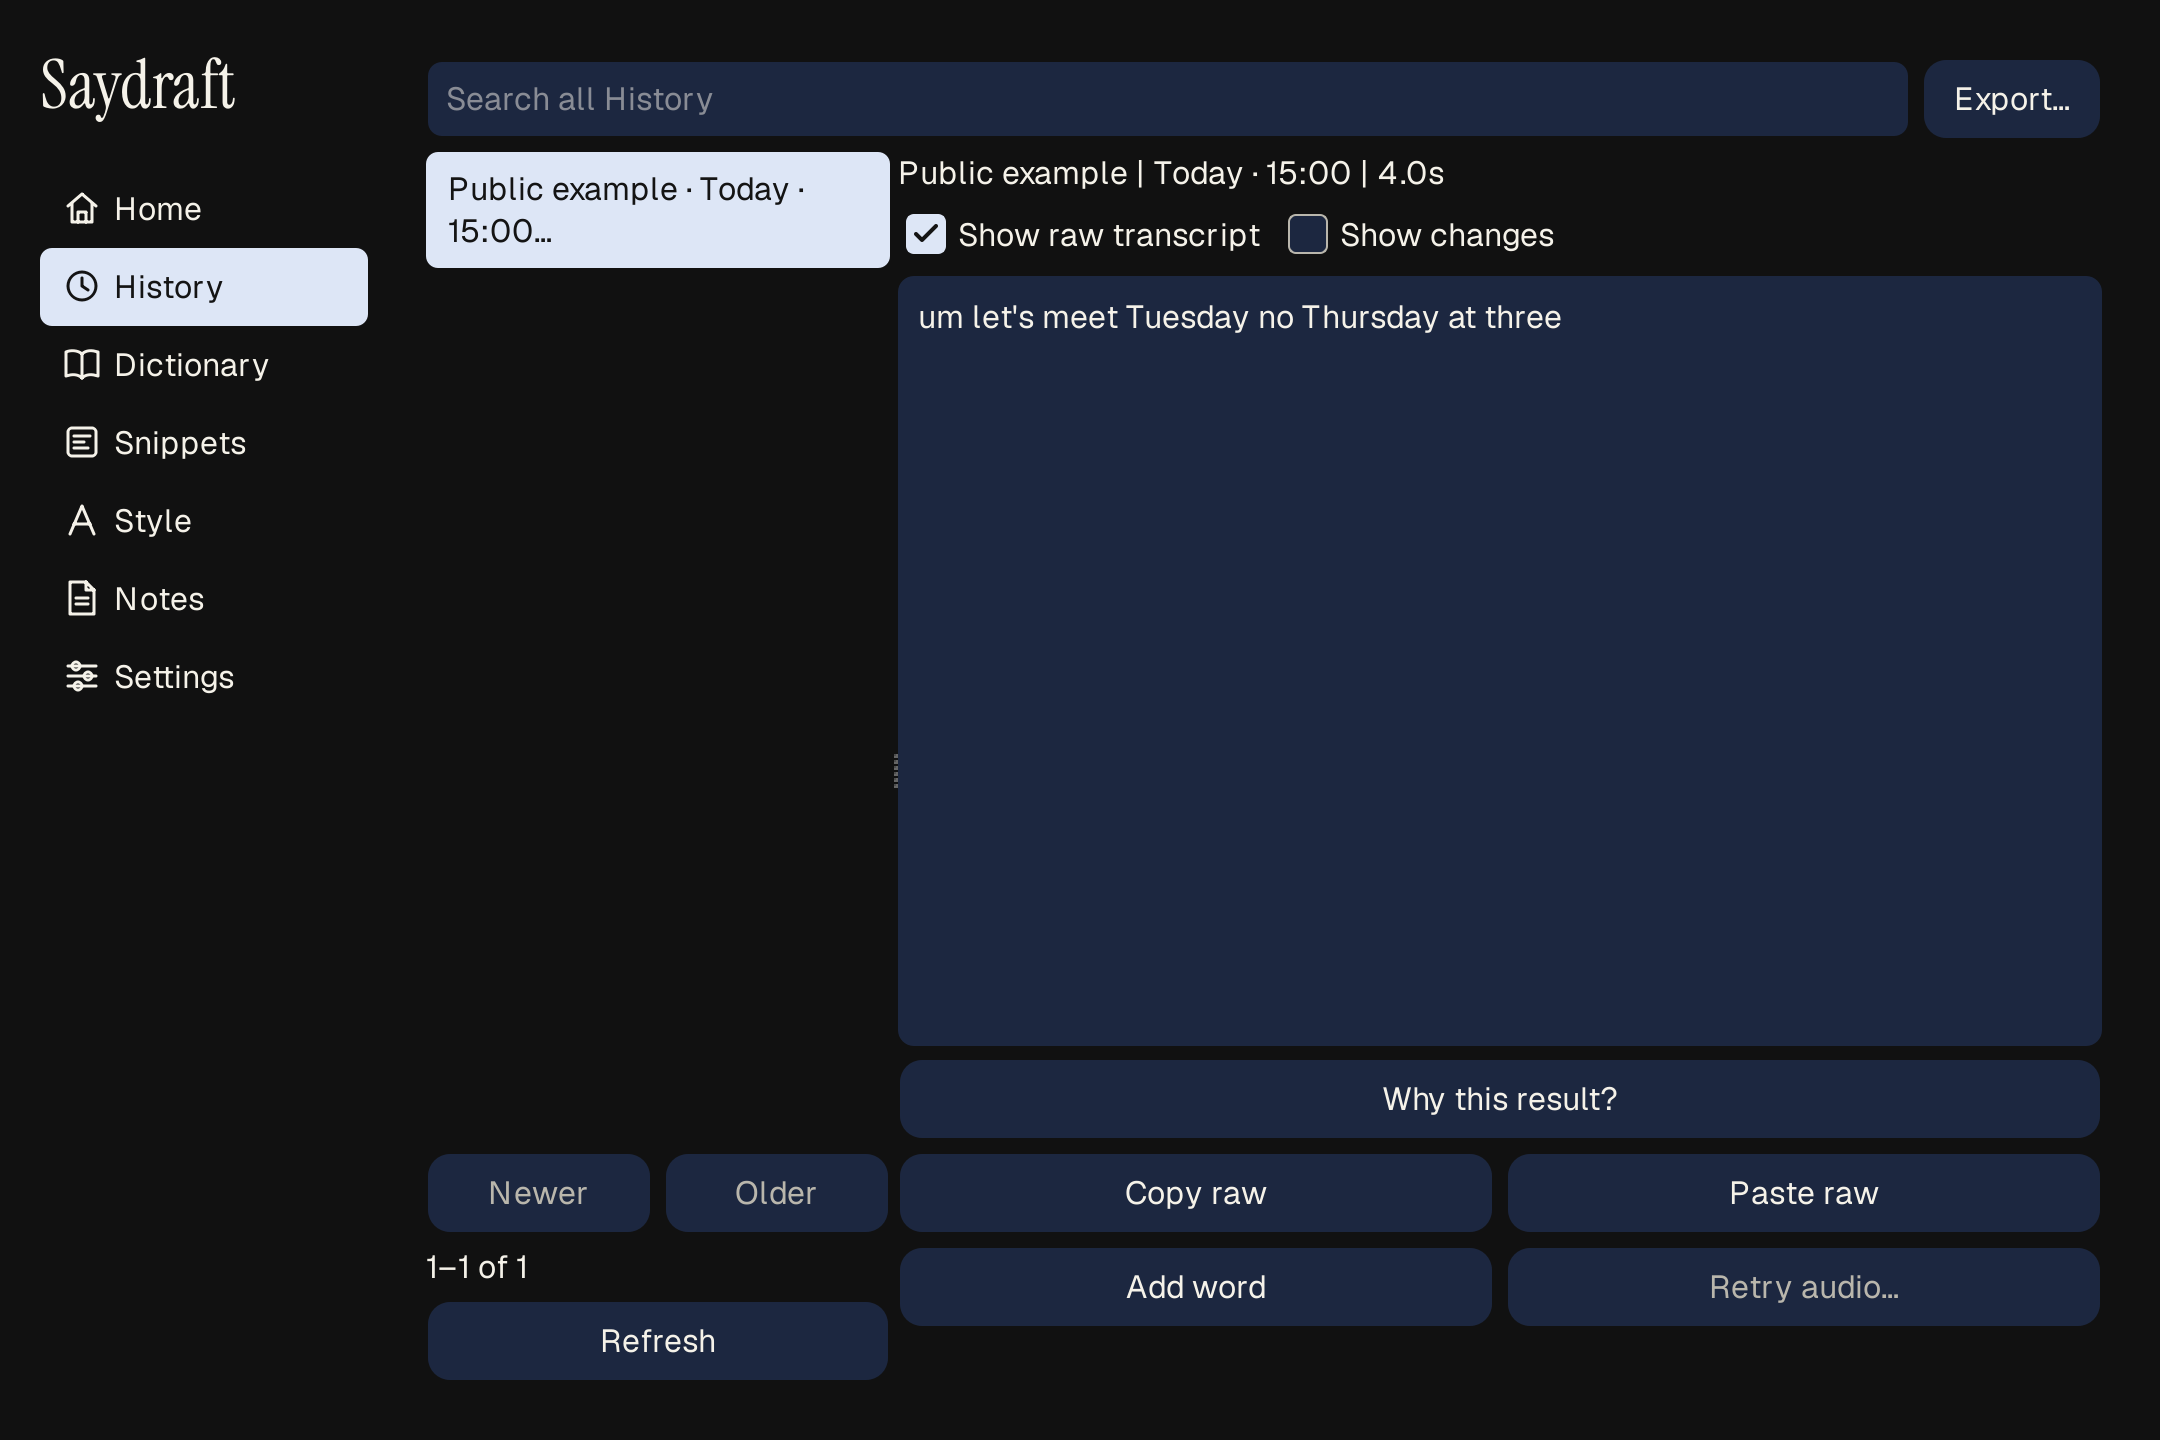 Saydraft
Home
History
Dictionary
Snippets
Style
Notes
Settings
Search all History
Export…
Public example · Today ·
15:00…
Newer
Older
1–1 of 1
Refresh
Public example | Today · 15:00 | 4.0s
Show raw transcript
Show changes
um let's meet Tuesday no Thursday at three
Why this result?
Copy raw
Paste raw
Add word
Retry audio…